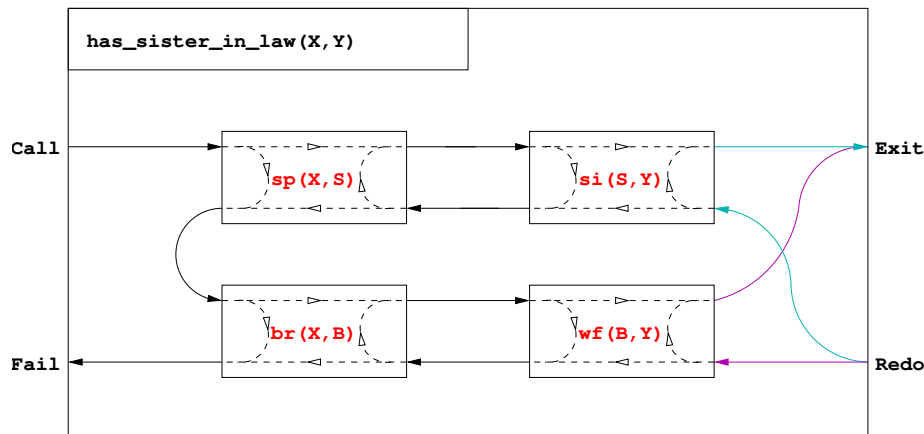 has_sister_in_law(X,Y)
Call
sp(X,S)
si(S,Y)
Exit
Fail
br(X,B)
wf(B,Y)
Redo